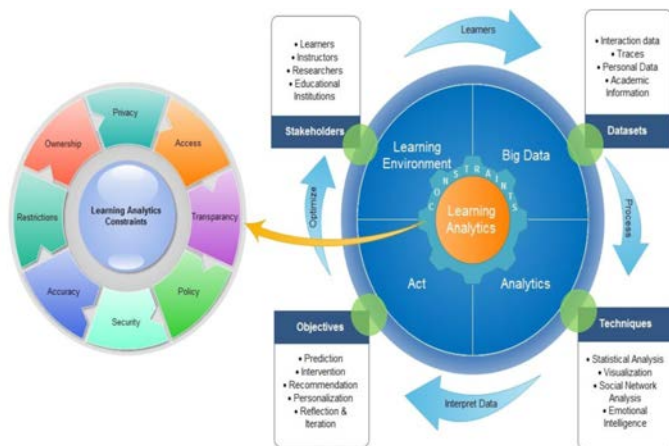 Privacy
Access
Transparency
Policy
Security
Accuracy
Restrictions
Ownership
Learning Analytics
Constraints
• Learners
• Instructors
• Researchers
• Educational
Institutions
Stakeholders
Learners
• Interaction data
• Traces
• Personal Data
• Academic
Information
Datasets
Process
Techniques
• Statistical Analysis
• Visualization
• Social Network
Analysis
• Emotional
Intelligence
Interpret Data
Objectives
• Prediction
• Intervention
• Recommendation
• Personalization
• Reflection &
Iteration
Optimize
Learning
Environment
Big Data
CONSTRAINTS
Learning
Analytics
Act
Analytics